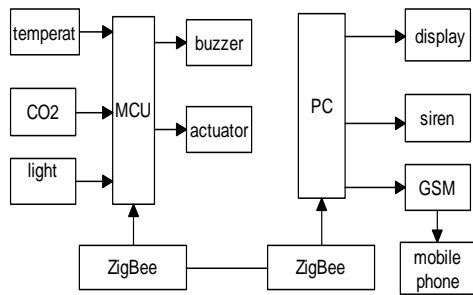 temperat
CO2
light
MCU
buzzer
actuator
ZigBee
PC
display
siren
GSM
mobile
phone
ZigBee